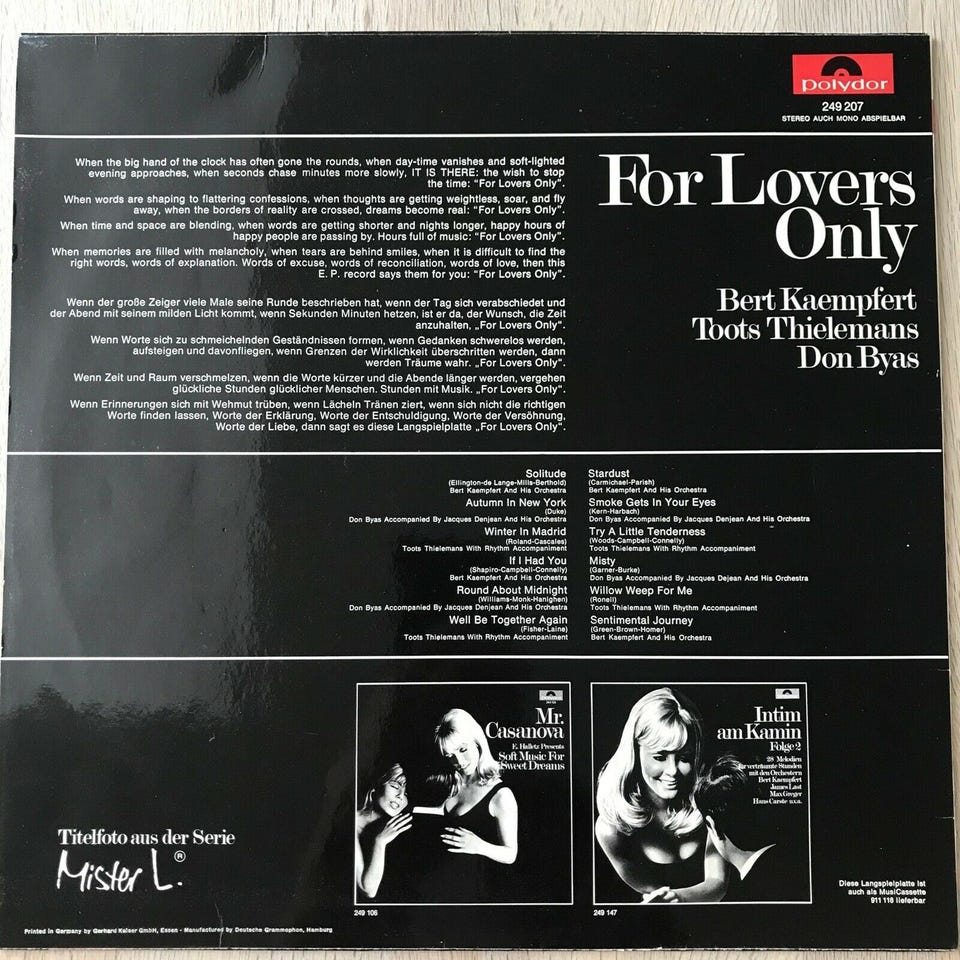 polydor
249 207
STEREO AUCH MONO ABSPIELBAR
For Lovers
Only
Bert Kaempfert
Toots Thielemans
Don Byas
When the big hand of the clock has often gone the rounds, when day-time vanishes and soft-lighted
evening approaches, when seconds chase minutes more slowly, IT IS THERE: the wish to stop
the time: "For Lovers Only".
When words are shaping to flattering confessions, when thoughts are getting weightless, soar, and fly
away, when the borders of reality are crossed, dreams become real: "For Lovers Only".
When time and space are blending, when words are getting shorter and nights longer, happy hours of
happy people are passing by. Hours full of music: "For Lovers Only".
When memories are filled with melancholy, when tears are behind smiles, when it is difficult to find the
right words, words of explanation. Words of excuse, words of reconciliation, words of love, then this
E. P. record says them for you: "For Lovers Only".
Wenn der große Zeiger viele Male seine Runde beschrieben hat, wenn der Tag sich verabschiedet und
der Abend mit seinem milden Licht kommt, wenn Sekunden Minuten hetzen, ist er da, der Wunsch, die Zeit
anzuhalten, „For Lovers Only".
Wenn Worte sich zu schmeichelnden Geständnissen formen, wenn Gedanken schwerelos werden,
aufsteigen und davonfliegen, wenn Grenzen der Wirklichkeit überschritten werden, dann
werden Träume wahr. „For Lovers Only".
Wenn Zeit und Raum verschmelzen, wenn die Worte kürzer und die Abende länger werden, vergehen
glückliche Stunden glücklicher Menschen. Stunden mit Musik. „For Lovers Only".
Wenn Erinnerungen sich mit Wehmut trüben, wenn Lächeln Tränen ziert, wenn sich nicht die richtigen
Worte finden lassen, Worte der Erklärung, Worte der Entschuldigung, Worte der Versöhnung,
Worte der Liebe, dann sagt es diese Langspielplatte „For Lovers Only".
Solitude
(Ellington-de Lange-Mills-Berthold)
Bert Kaempfert And His Orchestra
Autumn In New York
(Duke)
Don Byas Accompanied By Jacques Denjean And His Orchestra
Winter In Madrid
(Roland-Cascales)
Toots Thielemans With Rhythm Accompaniment
If I Had You
(Shapiro-Campbell-Connelly)
Bert Kaempfert And His Orchestra
Round About Midnight
(Williams-Monk-Hanighen)
Don Byas Accompanied By Jacques Denjean And His Orchestra
Well Be Together Again
(Fisher-Laine)
Toots Thielemans With Rhythm Accompaniment
Stardust
(Carmichael-Parish)
Bert Kaempfert And His Orchestra
Smoke Gets In Your Eyes
(Kern-Harbach)
Don Byas Accompanied By Jacques Denjean And His Orchestra
Try A Little Tenderness
(Woods-Campbell-Connelly)
Toots Thielemans With Rhythm Accompaniment
Misty
(Garner-Burke)
Don Byas Accompanied By Jacques Dejean And His Orchestra
Willow Weep For Me
(Ronell)
Toots Thielemans With Rhythm Accompaniment
Sentimental Journey
(Green-Brown-Homer)
Bert Kaempfert And His Orchestra
Mr.
Casanova
E. Halletz Presents
Soft Music For
Sweet Dreams
249 106
Intim
am Kamin
Folge 2
28 Melodien
für verträumte Stunden
mit den Orchestern
Bert Kaempfert
James Last
Max Greger
Hans Carste u.v.a.
249 147
Titelfoto aus der Serie
Mister L.®
Diese Langspielplatte ist
auch als MusiCassette
911 118 lieferbar
Printed in Germany by Gerhard Kaiser GmbH, Essen - Manufactured by Deutsche Grammophon, Hamburg